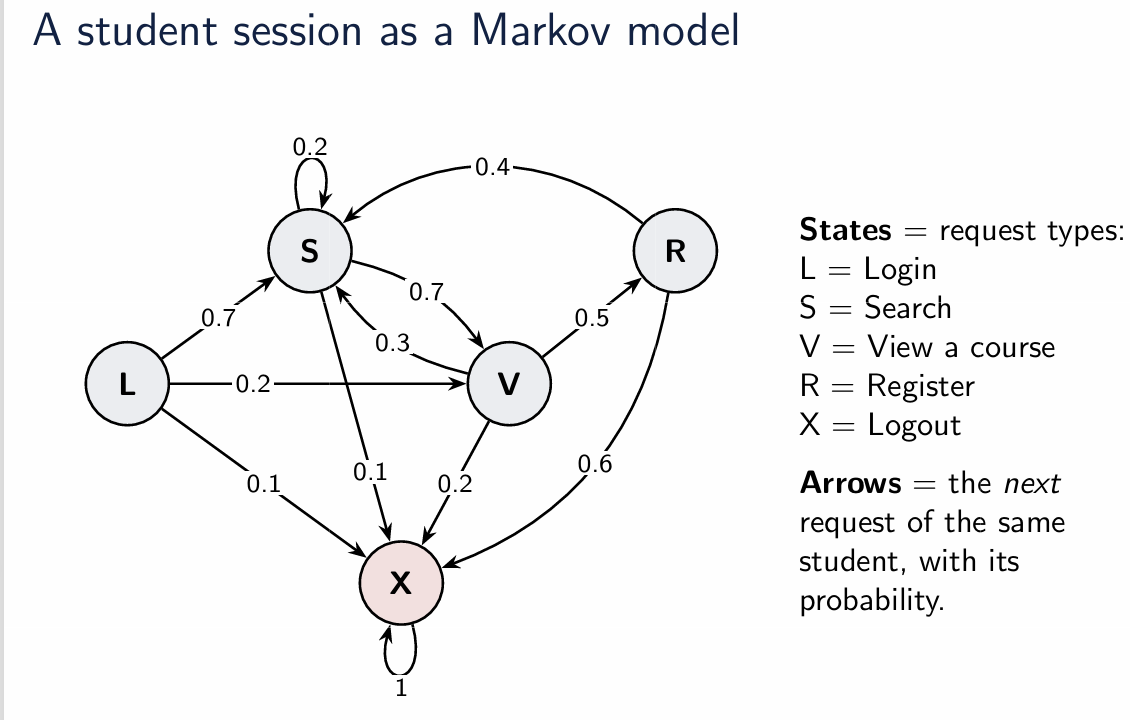 A student session as a Markov model
0.2
0.4
S
R
0.7
0.7
0.5
0.3
L
0.2
V
0.1
0.1
0.2
0.6
X
1
States = request types:
L = Login
S = Search
V = View a course
R = Register
X = Logout
Arrows = the next
request of the same
student, with its
probability.